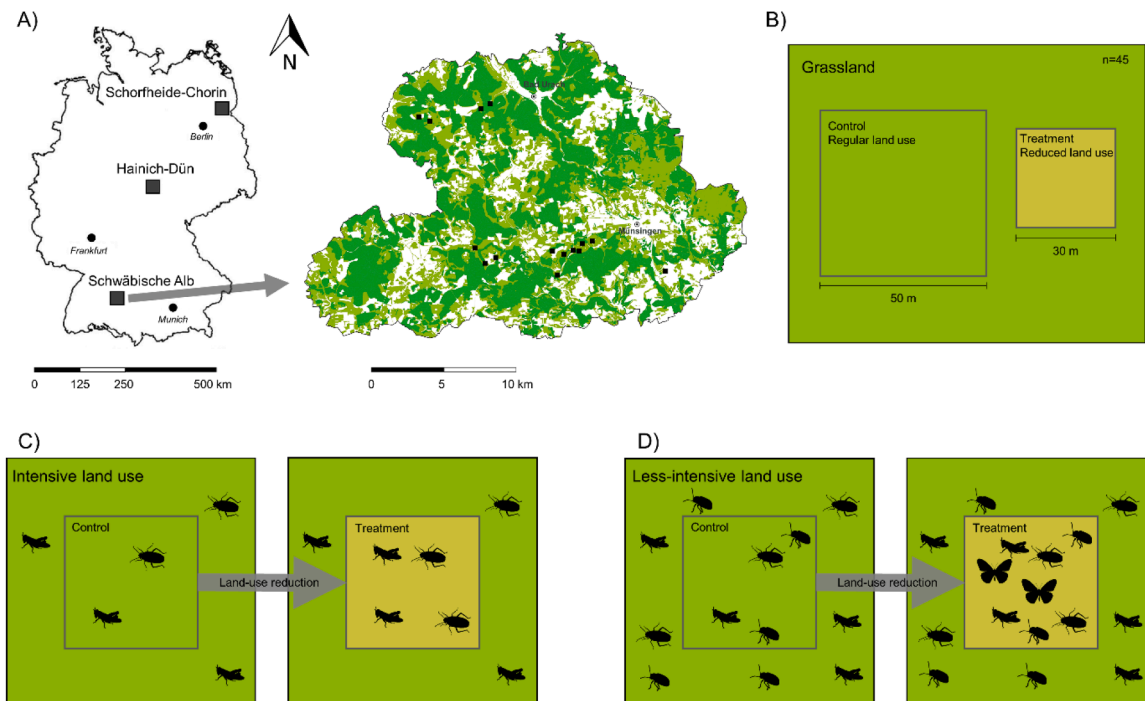 A)
N
Schorfheide-Chorin
Berlin
Hainich-Dün
Frankfurt
Schwäbische Alb
Munich
0 125 250 500 km
Münsingen
0 5 10 km
B)
Grassland
n=45
Control
Regular land use
Treatment
Reduced land use
30 m
50 m
C)
Intensive land use
Control
Treatment
Land-use reduction
D)
Less-intensive land use
Control
Treatment
Land-use reduction